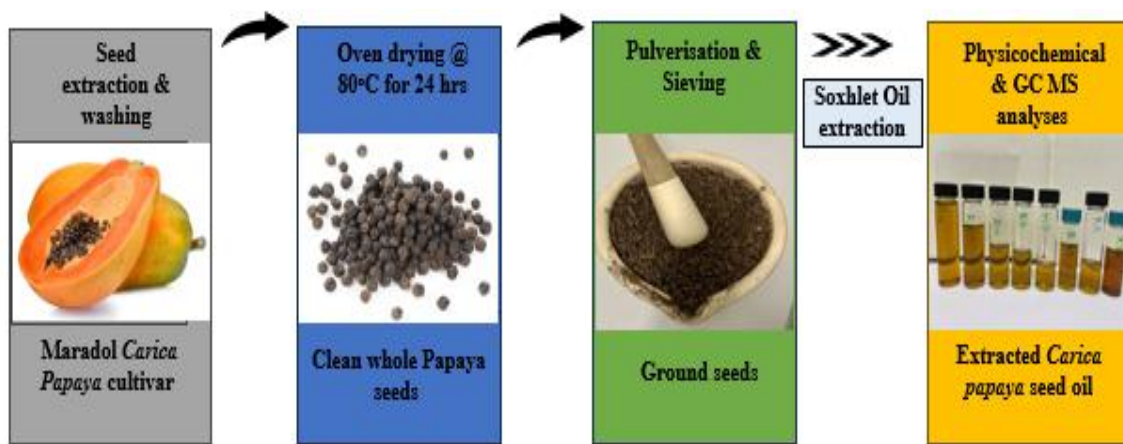 Seed
extraction &
washing
Maradol Carica
Papaya cultivar
Oven drying @
80°C for 24 hrs
Clean whole Papaya
seeds
Pulverisation &
Sieving
Ground seeds
Soxhlet Oil
extraction
Physicochemical
& GC MS
analyses
Extracted Carica
papaya seed oil